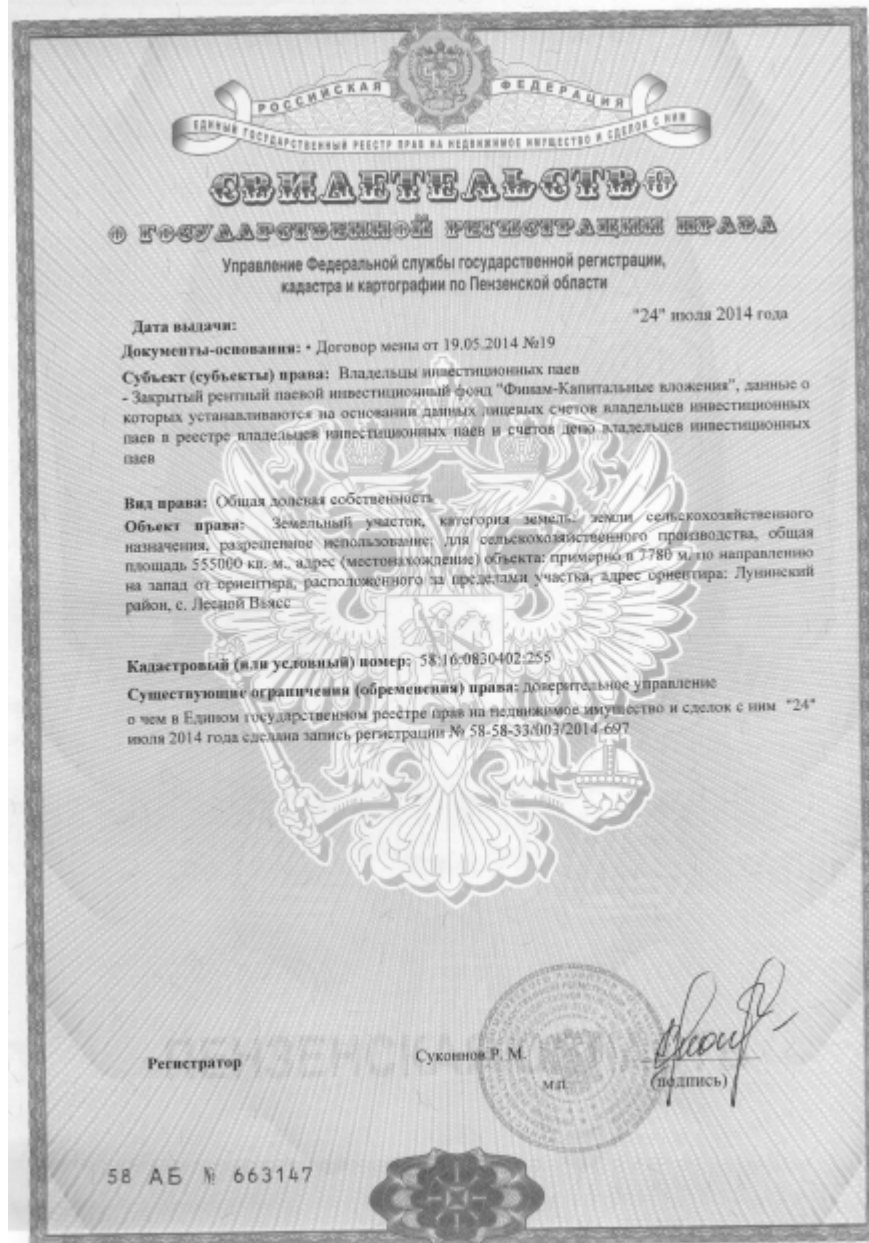 РОССИЙСКАЯ ФЕДЕРАЦИЯ
ЕДИНЫЙ ГОСУДАРСТВЕННЫЙ РЕЕСТР ПРАВ НА НЕДВИЖИМОЕ ИМУЩЕСТВО И СДЕЛОК С НИМ
СВИДЕТЕЛЬСТВО
О ГОСУДАРСТВЕННОЙ РЕГИСТРАЦИИ ПРАВА
Управление Федеральной службы государственной регистрации,
кадастра и картографии по Пензенской области
Дата выдачи: "24" июля 2014 года
Документы-основания: • Договор мены от 19.05.2014 №19
Субъект (субъекты) права: Владельцы инвестиционных паев
- Закрытый рентный паевой инвестиционный фонд "Финам-Капитальные вложения", данные о
которых устанавливаются на основании данных лицевых счетов владельцев инвестиционных
паев в реестре владельцев инвестиционных паев и счетов депо владельцев инвестиционных
паев
Вид права: Общая долевая собственность
Объект права: Земельный участок, категория земель: земли сельскохозяйственного
назначения, разрешенное использование: для сельскохозяйственного производства, общая
площадь 555000 кв. м., адрес (местонахождение) объекта: примерно в 7780 м, по направлению
на запад от ориентира, расположенного за пределами участка, адрес ориентира: Лунинский
район, с. Лесной Вьясс
Кадастровый (или условный) номер: 58:16:0830402:255
Существующие ограничения (обременения) права: доверительное управление
о чем в Едином государственном реестре прав на недвижимое имущество и сделок с ним "24"
июля 2014 года сделана запись регистрации № 58-58-33/003/2014-697
Регистратор Суконнов Р. М.
м.п. (подпись)
58 АБ № 663147